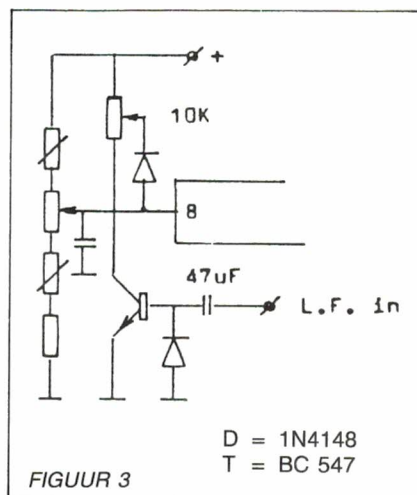 +
10K
8
47uF
L.F. in
D = 1N4148
T = BC 547
FIGUUR 3